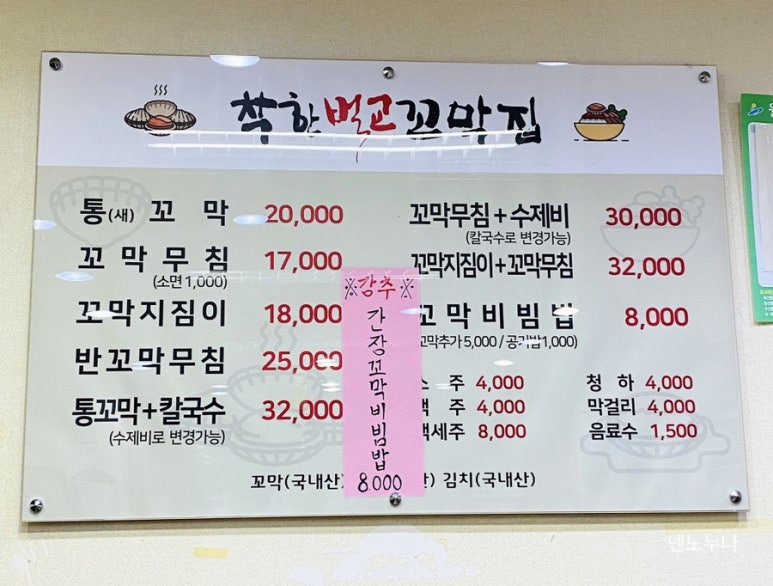 착한벌교꼬막집
통(새) 꼬 막 20,000
꼬 막 무 침 17,000
(소면 1,000)
꼬막지짐이 18,000
반꼬막무침 25,000
통꼬막+칼국수 32,000
(수제비로 변경가능)
꼬막무침+수제비 30,000
(칼국수로 변경가능)
꼬막지짐이+꼬막무침 32,000
꼬 막 비 빔 밥 8,000
꼬막추가 5,000 / 공기밥 1,000)
주 4,000
청 하 4,000
주 4,000
막걸리 4,000
백세주 8,000
음료수 1,500
꼬막(국내산) 김치(국내산)
※강추※
간장꼬막비빔밥
8.000
넨노누나